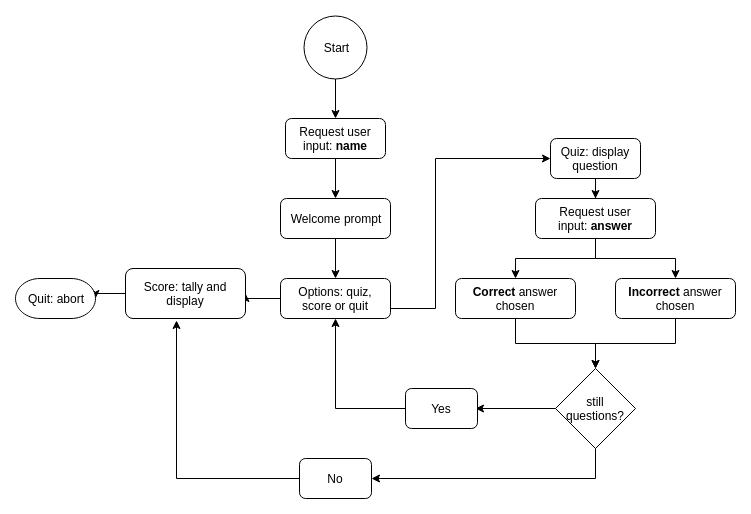 Start
Request user
input: name
Welcome prompt
Options: quiz,
score or quit
Quiz: display
question
Request user
input: answer
Correct answer
chosen
Incorrect answer
chosen
Score: tally and
display
Quit: abort
still
questions?
Yes
No